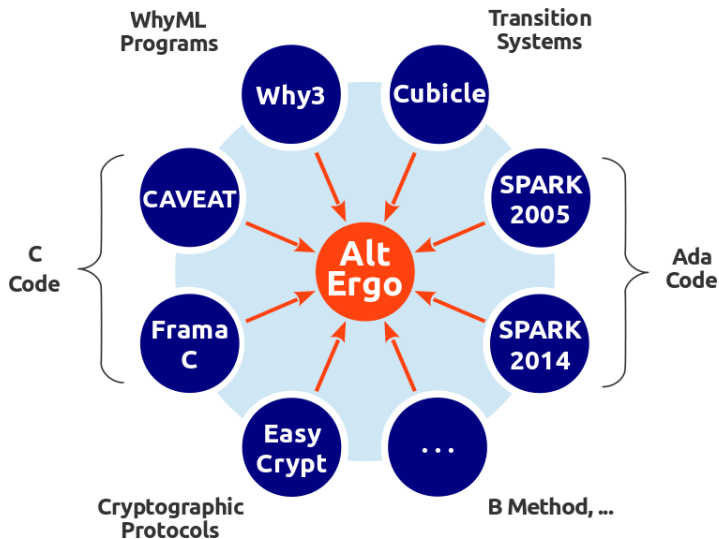 WhyML
Programs
Transition
Systems
Why3
Cubicle
CAVEAT
SPARK
2005
C
Code
Alt
Ergo
Ada
Code
Frama
C
SPARK
2014
Easy
Crypt
...
Cryptographic
Protocols
B Method, ...